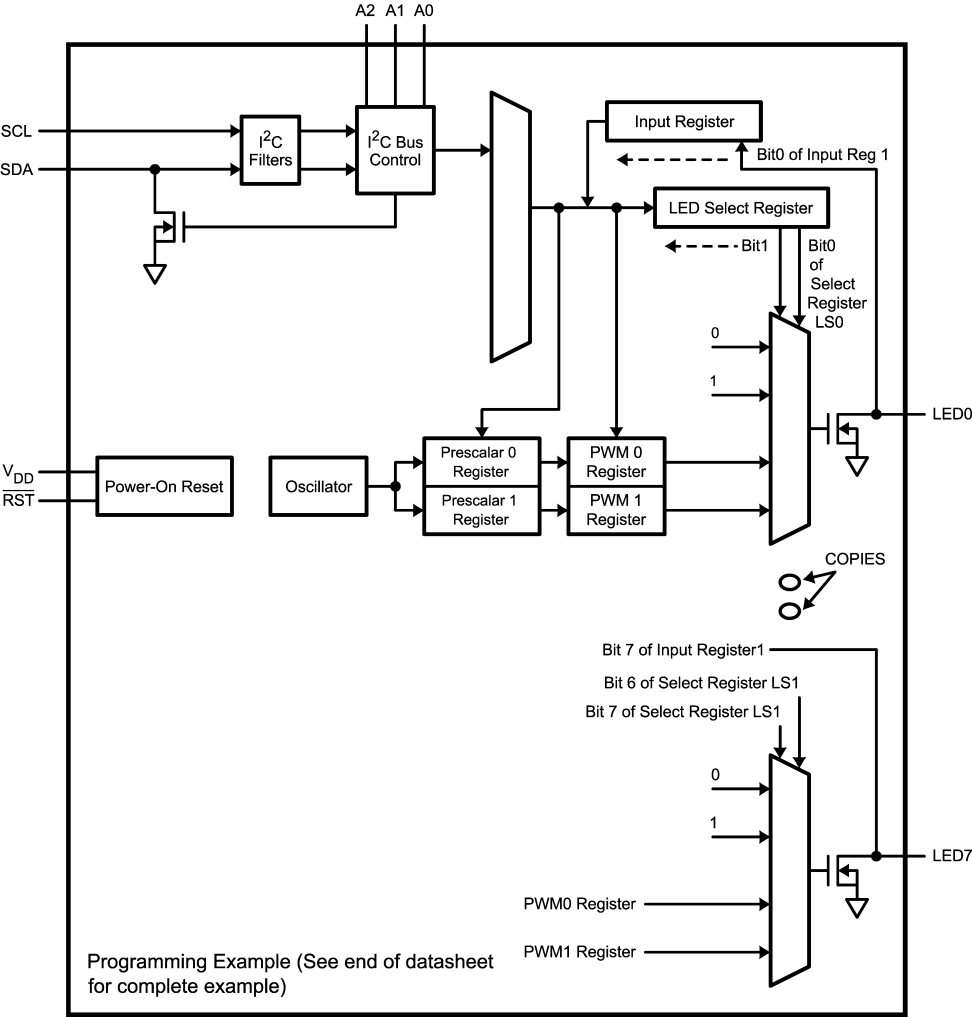 A2 A1 A0
SCL
SDA
I2C
Filters
I2C Bus
Control
Input Register
Bit0 of Input Reg 1
LED Select Register
Bit1
Bit0
of
Select
Register
LS0
0
1
LED0
VDD
RST
Power-On Reset
Oscillator
Prescalar 0
Register
Prescalar 1
Register
PWM 0
Register
PWM 1
Register
COPIES
Bit 7 of Input Register1
Bit 6 of Select Register LS1
Bit 7 of Select Register LS1
0
1
LED7
PWM0 Register
PWM1 Register
Programming Example (See end of datasheet
for complete example)